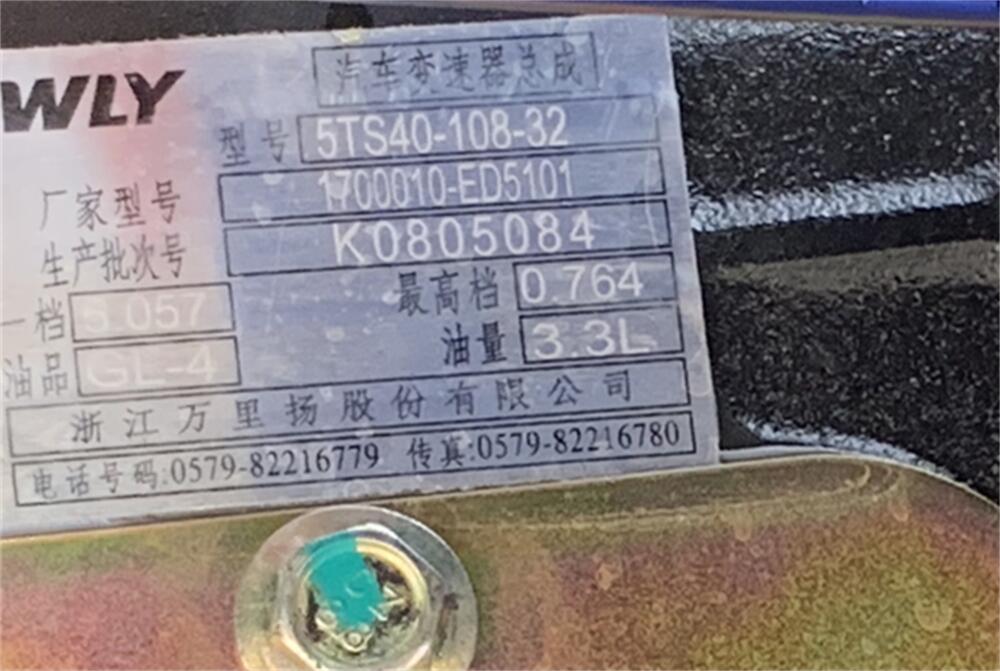 WLY
汽车变速器总成
型号 5TS40-108-32
厂家型号 1700010-ED5101
生产批次号 K0805084
一档 5.057 最高档 0.764
油品 GL-4 油量 3.3L
浙江万里扬股份有限公司
电话号码:0579-82216779 传真:0579-82216780